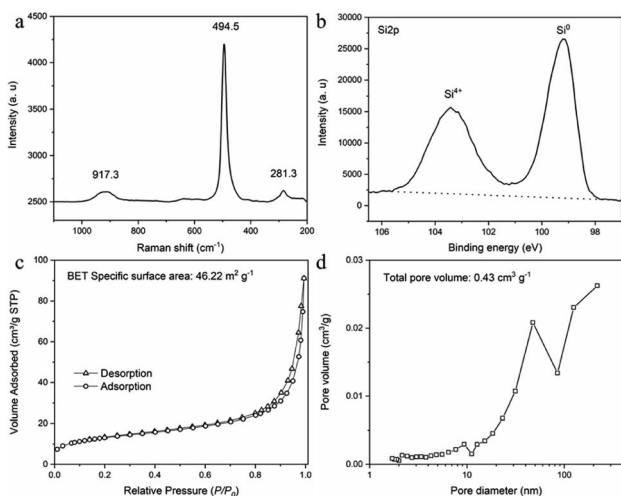 a
494.5
917.3
281.3
4500
4000
3500
3000
2500
Intensity (a. u)
1000
800
600
400
200
Raman shift (cm⁻¹)
b
Si2p
Si⁰
Si⁴⁺
30000
25000
20000
15000
10000
5000
0
Intensity (a. u)
106
104
102
100
98
Binding energy (eV)
c
BET Specific surface area: 46.22 m² g⁻¹
Desorption
Adsorption
100
80
60
40
20
0
Volume Adsorbed (cm³/g STP)
0.0
0.2
0.4
0.6
0.8
1.0
Relative Pressure (P/P₀)
d
Total pore volume: 0.43 cm³ g⁻¹
0.03
0.02
0.01
0.00
Pore volume (cm³/g)
1
10
100
Pore diameter (nm)